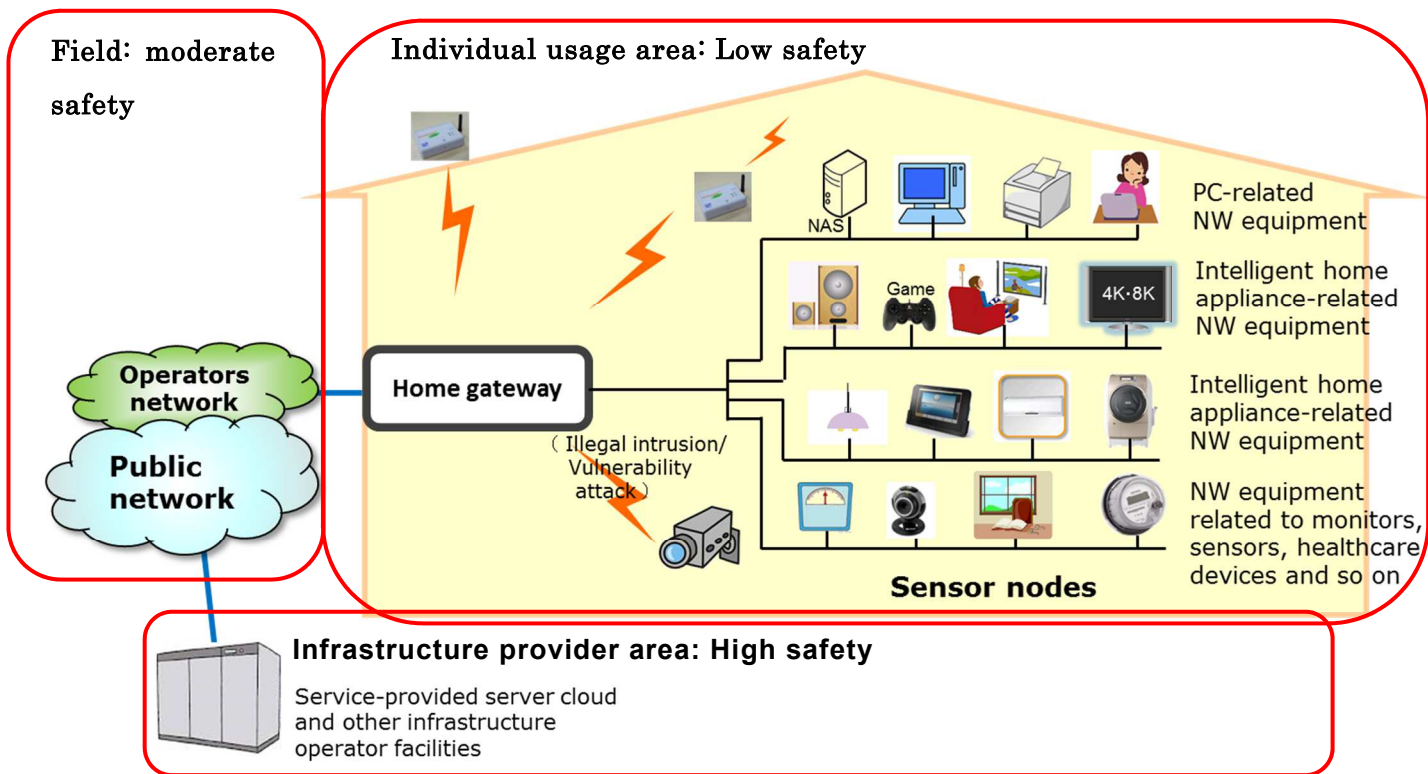 Field: moderate
safety
Individual usage area: Low safety
NAS
PC-related
NW equipment
Game
4K·8K
Intelligent home
appliance-related
NW equipment
Operators
network
Public
network
Home gateway
( Illegal intrusion/
Vulnerability
attack )
Intelligent home
appliance-related
NW equipment
NW equipment
related to monitors,
sensors, healthcare
devices and so on
Sensor nodes
Infrastructure provider area: High safety
Service-provided server cloud
and other infrastructure
operator facilities